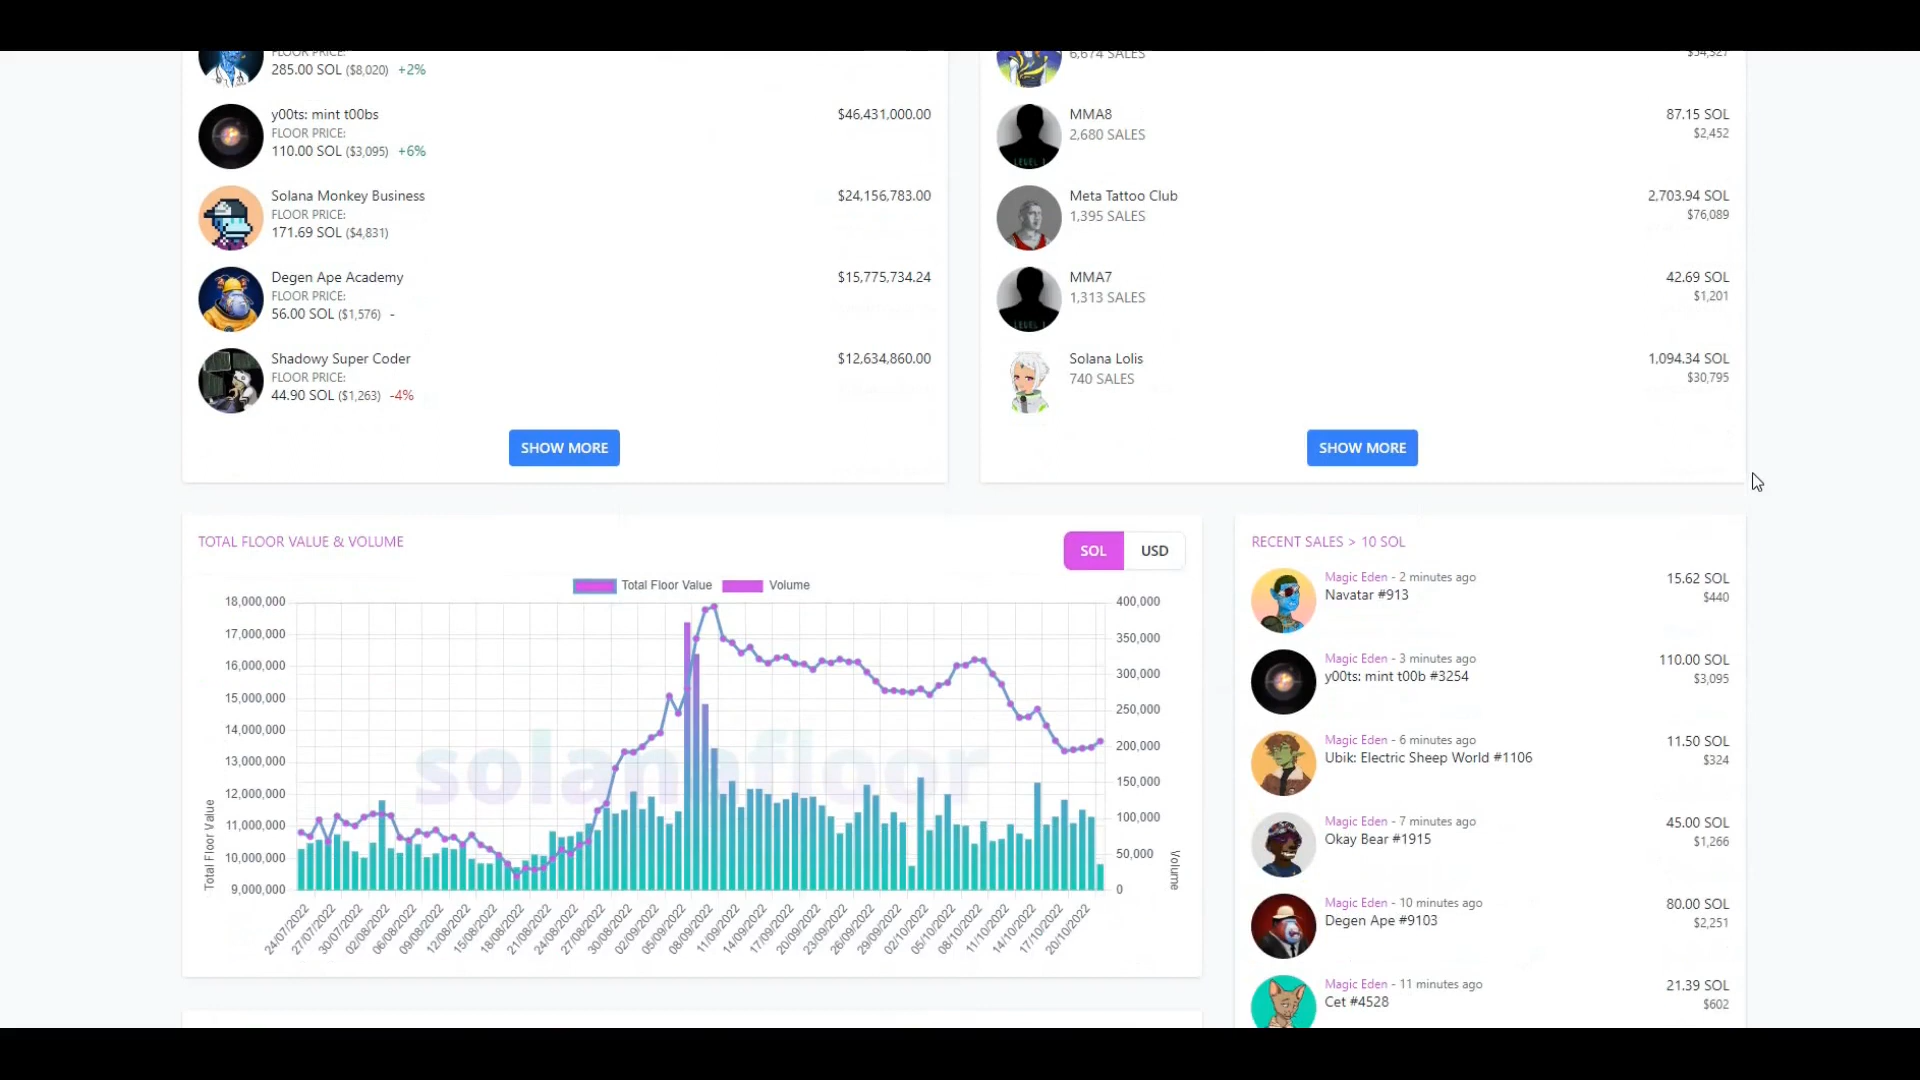 FLOOR PRICE:
285.00 SOL ($8,020) +2%
y00ts: mint t00bs
FLOOR PRICE:
110.00 SOL ($3,095) +6%
$46,431,000.00
Solana Monkey Business
FLOOR PRICE:
171.69 SOL ($4,831)
$24,156,783.00
Degen Ape Academy
FLOOR PRICE:
56.00 SOL ($1,576) -
$15,775,734.24
Shadowy Super Coder
FLOOR PRICE:
44.90 SOL ($1,263) -4%
$12,634,860.00
SHOW MORE
6,674 SALES
$54,527
MMA8
2,680 SALES
87.15 SOL
$2,452
Meta Tattoo Club
1,395 SALES
2,703.94 SOL
$76,089
MMA7
1,313 SALES
42.69 SOL
$1,201
Solana Lolis
740 SALES
1,094.34 SOL
$30,795
SHOW MORE
TOTAL FLOOR VALUE & VOLUME
SOL USD
Total Floor Value Volume
18,000,000
17,000,000
16,000,000
15,000,000
14,000,000
13,000,000
12,000,000
11,000,000
10,000,000
9,000,000
Total Floor Value
solanafloor
400,000
350,000
300,000
250,000
200,000
150,000
100,000
50,000
0
Volume
24/07/2022
27/07/2022
30/07/2022
02/08/2022
06/08/2022
09/08/2022
12/08/2022
15/08/2022
18/08/2022
21/08/2022
24/08/2022
27/08/2022
30/08/2022
02/09/2022
05/09/2022
08/09/2022
11/09/2022
14/09/2022
17/09/2022
20/09/2022
23/09/2022
26/09/2022
29/09/2022
02/10/2022
05/10/2022
08/10/2022
11/10/2022
14/10/2022
17/10/2022
20/10/2022
RECENT SALES > 10 SOL
Magic Eden - 2 minutes ago
Navatar #913
15.62 SOL
$440
Magic Eden - 3 minutes ago
y00ts: mint t00b #3254
110.00 SOL
$3,095
Magic Eden - 6 minutes ago
Ubik: Electric Sheep World #1106
11.50 SOL
$324
Magic Eden - 7 minutes ago
Okay Bear #1915
45.00 SOL
$1,266
Magic Eden - 10 minutes ago
Degen Ape #9103
80.00 SOL
$2,251
Magic Eden - 11 minutes ago
Cet #4528
21.39 SOL
$602